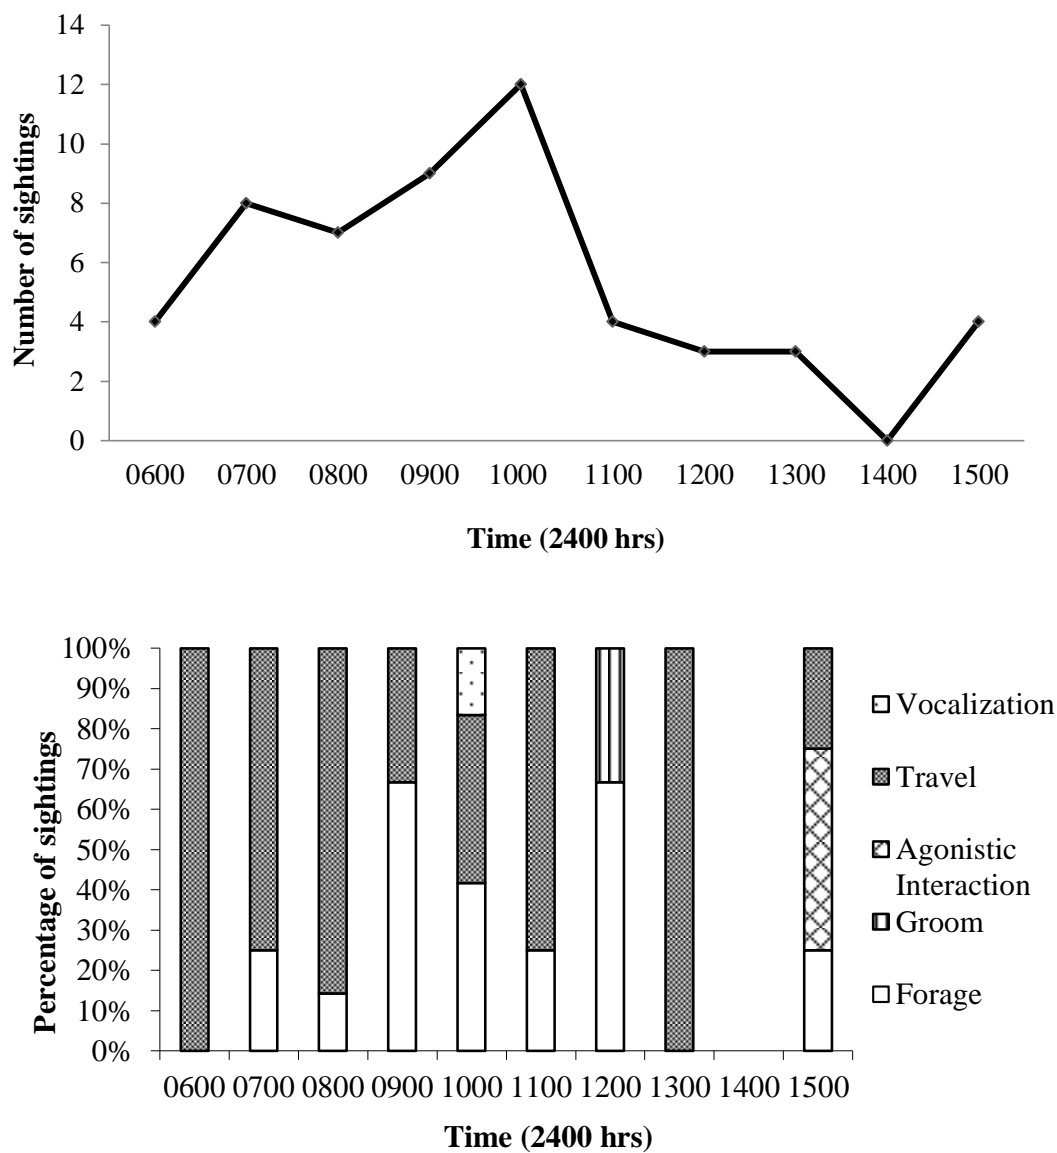 14
12
10
8
6
4
2
0
Number of sightings
0600 0700 0800 0900 1000 1100 1200 1300 1400 1500
Time (2400 hrs)
100%
90%
80%
70%
60%
50%
40%
30%
20%
10%
0%
Percentage of sightings
0600 0700 0800 0900 1000 1100 1200 1300 1400 1500
Time (2400 hrs)
Vocalization
Travel
Agonistic
Interaction
Groom
Forage